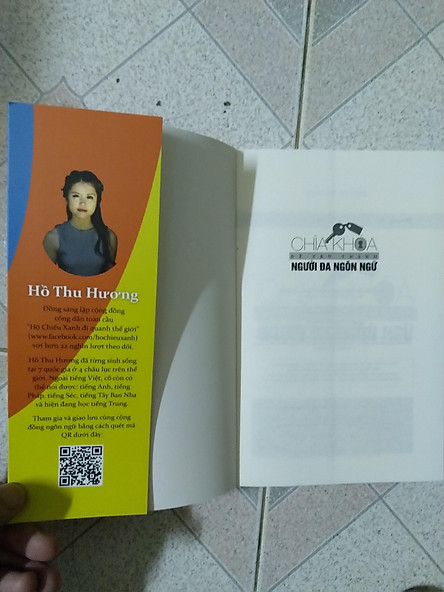 Hồ Thu Hương
Đồng sáng lập cộng đồng
công dân toàn cầu
"Hộ Chiếu Xanh đi quanh thế giới"
(www.facebook.com/hochieuxanh)
với hơn 22 nghìn lượt theo dõi.
Hồ Thu Hương đã từng sinh sống
tại 7 quốc gia ở 4 châu lục trên thế
giới. Ngoài tiếng Việt, cô còn có
thể nói được: tiếng Anh, tiếng
Pháp, tiếng Séc, tiếng Tây Ban Nha
và hiện đang học tiếng Trung.
Tham gia và giao lưu cùng cộng
đồng ngôn ngữ bằng cách quét mã
QR dưới đây:
CHÌA KHÓA
ĐỂ TRỞ THÀNH
NGƯỜI ĐA NGÔN NGỮ